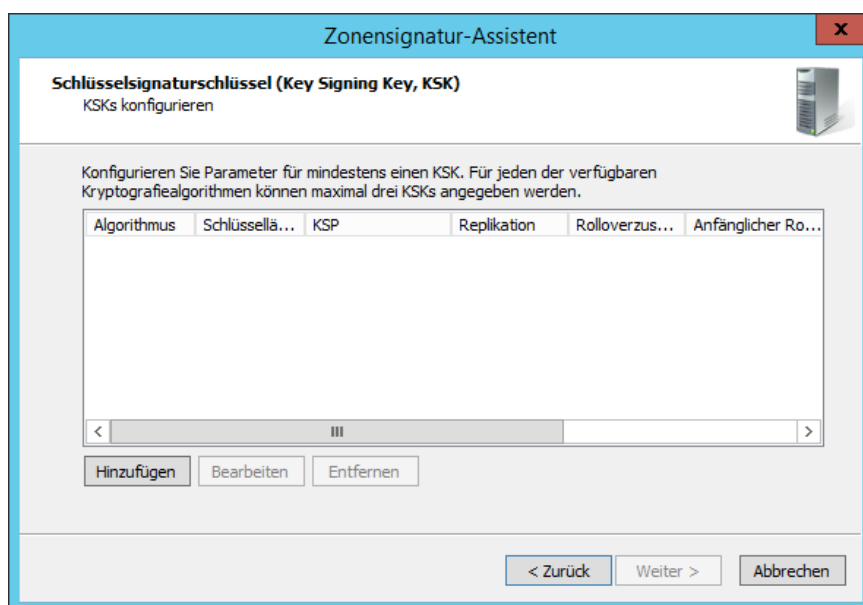 Zonensignatur-Assistent
x
Schlüsselsignaturschlüssel (Key Signing Key, KSK)
KSKs konfigurieren
Konfigurieren Sie Parameter für mindestens einen KSK. Für jeden der verfügbaren
Kryptografiealgorithmen können maximal drei KSKs angegeben werden.
Algorithmus Schlüssellä... KSP Replikation Rolloverzus... Anfänglicher Ro...
Hinzufügen Bearbeiten Entfernen
< Zurück Weiter > Abbrechen